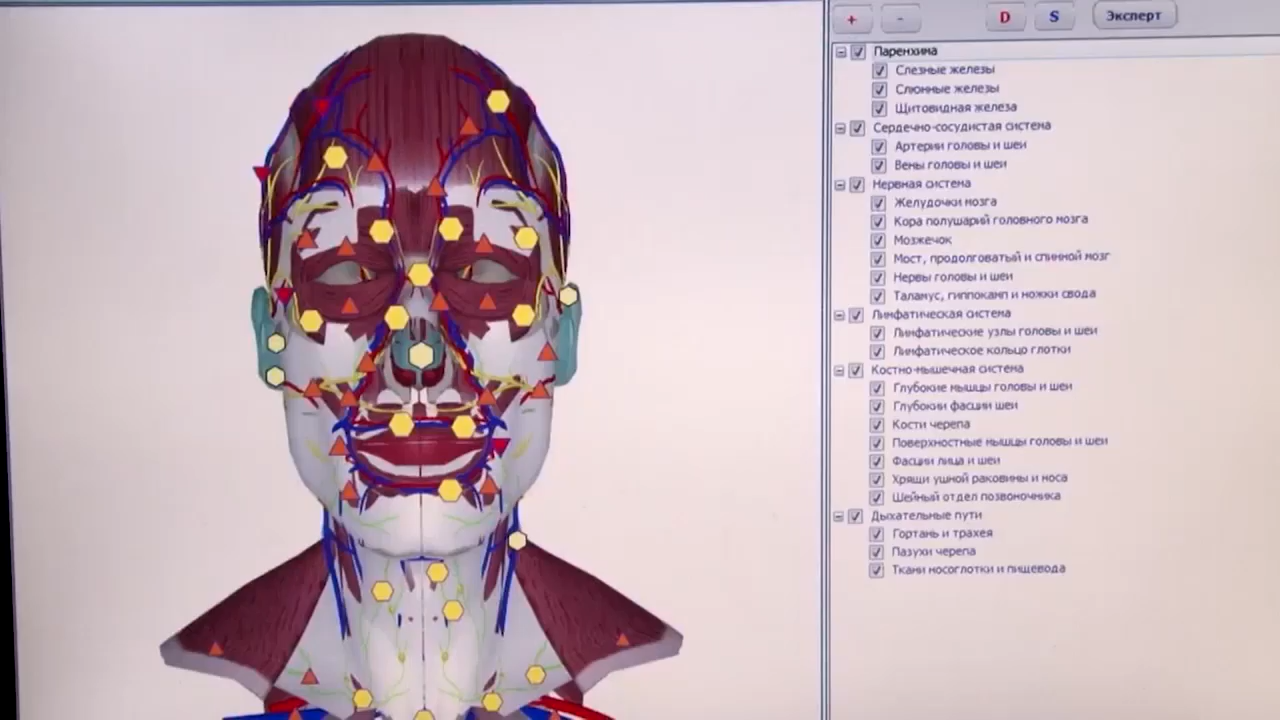 + - D S Эксперт
Паренхима
Слезные железы
Слюнные железы
Щитовидная железа
Сердечно-сосудистая система
Артерии головы и шеи
Вены головы и шеи
Нервная система
Желудочки мозга
Кора полушарий головного мозга
Мозжечок
Мост, продолговатый и спинной мозг
Нервы головы и шеи
Таламус, гиппокамп и ножки свода
Лимфатическая система
Лимфатические узлы головы и шеи
Лимфатическое кольцо глотки
Костно-мышечная система
Глубокие мышцы головы и шеи
Глубокии фасции шеи
Кости черепа
Поверхностные мышцы головы и шеи
Фасции лица и шеи
Хрящи ушной раковины и носа
Шейный отдел позвоночника
Дыхательные пути
Гортань и трахея
Пазухи черепа
Ткани носоглотки и пищевода